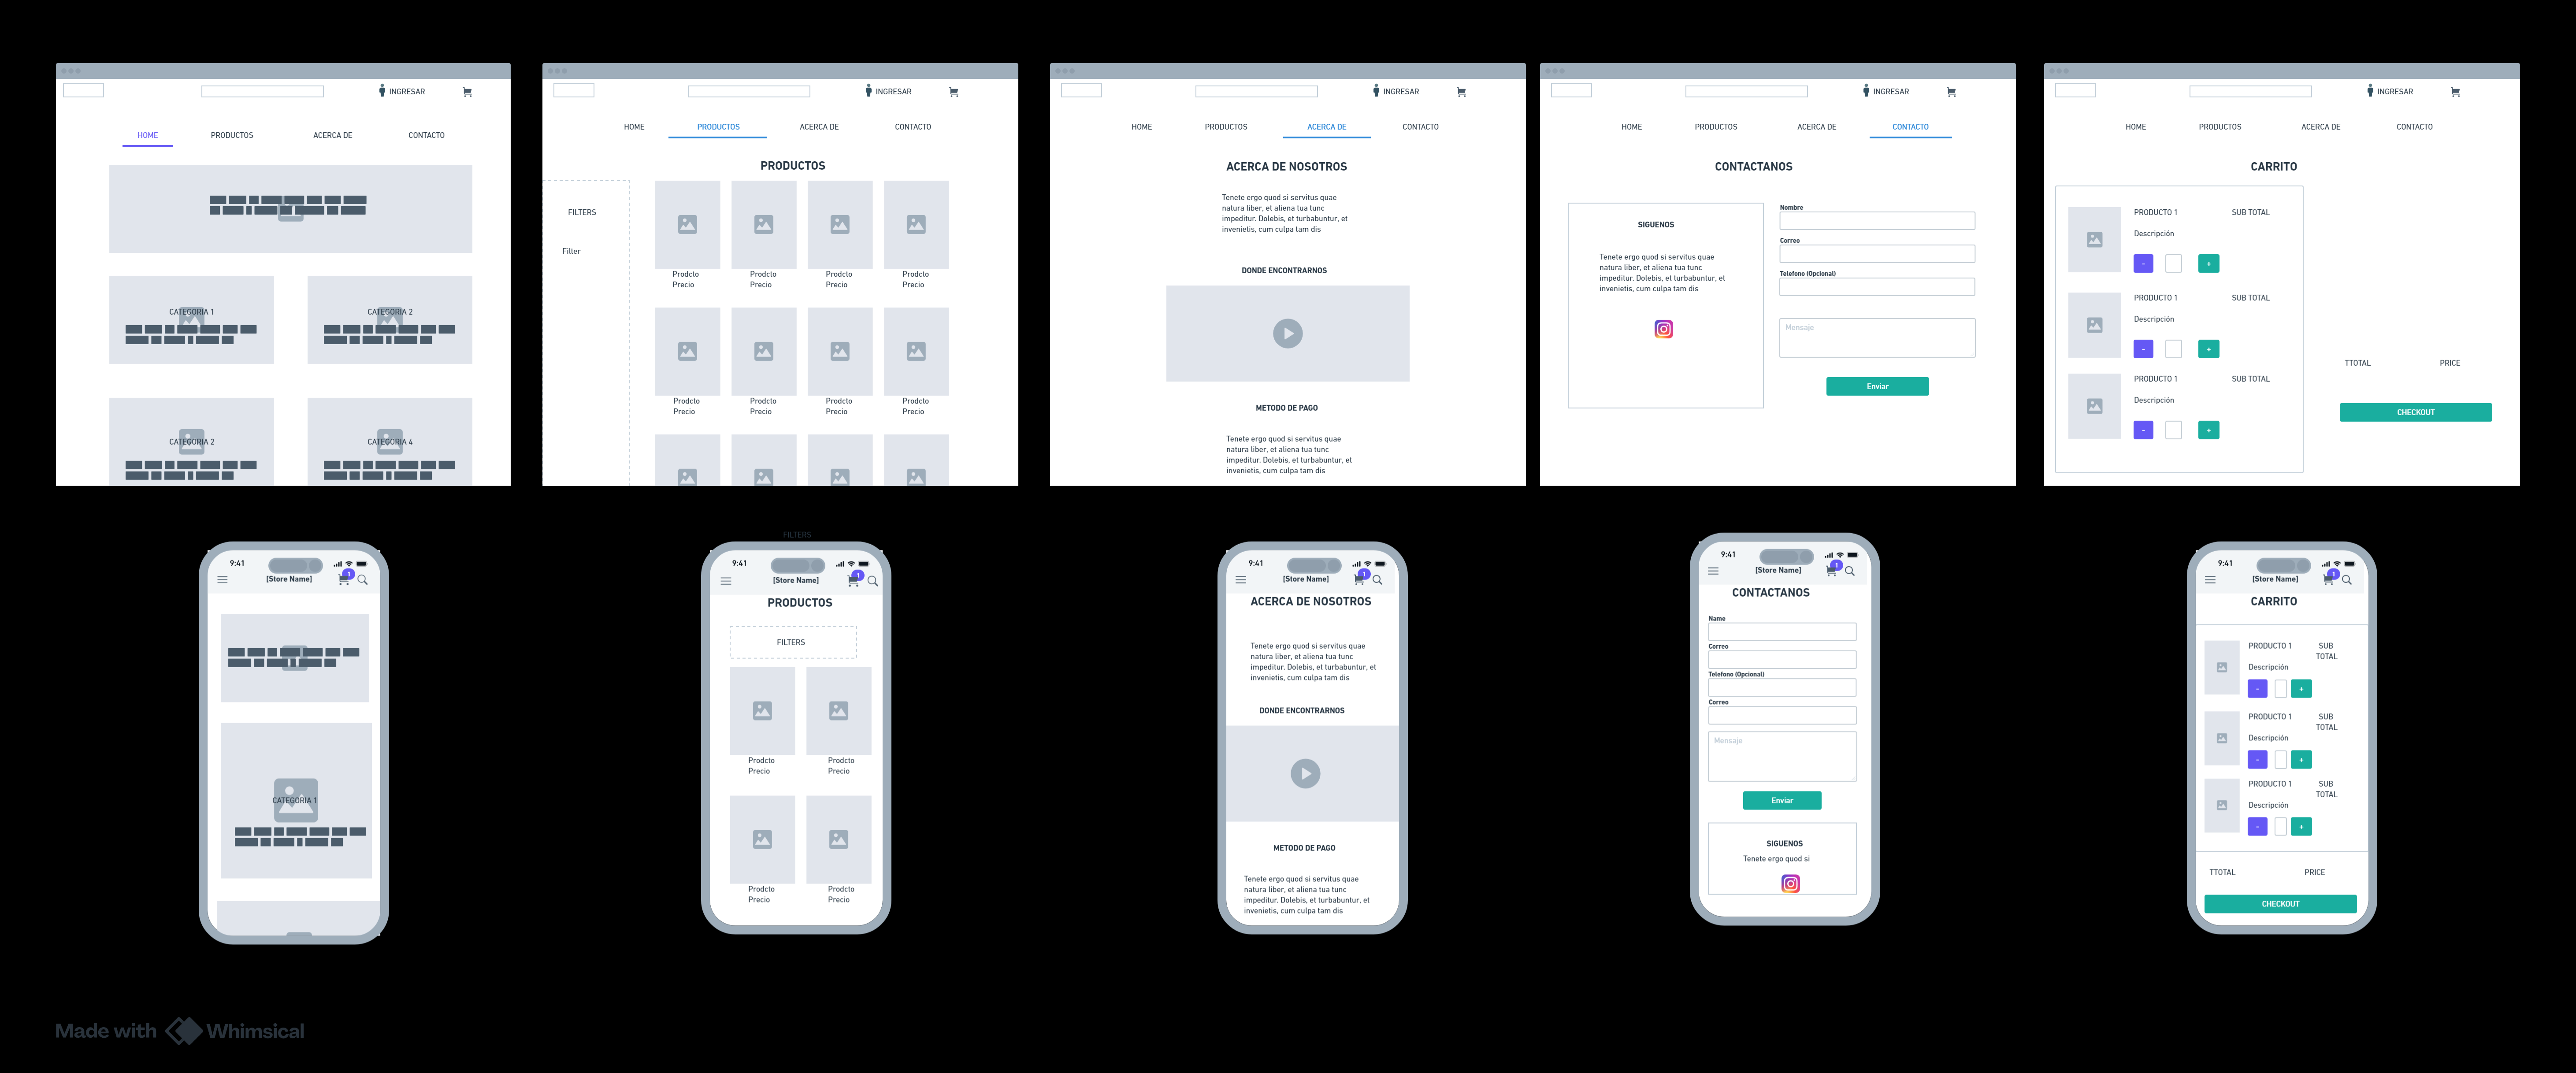 INGRESAR
HOME PRODUCTOS ACERCA DE CONTACTO
CATEGORIA 1 CATEGORIA 2
CATEGORIA 2 CATEGORIA 4
INGRESAR
HOME PRODUCTOS ACERCA DE CONTACTO
PRODUCTOS
FILTERS
Filter
Prodcto Prodcto Prodcto Prodcto
Precio Precio Precio Precio
Prodcto Prodcto Prodcto Prodcto
Precio Precio Precio Precio
INGRESAR
HOME PRODUCTOS ACERCA DE CONTACTO
ACERCA DE NOSOTROS
Tenete ergo quod si servitus quae
natura liber, et aliena tua tunc
impeditur. Dolebis, et turbabuntur, et
invenietis, cum culpa tam dis
DONDE ENCONTRARNOS
METODO DE PAGO
Tenete ergo quod si servitus quae
natura liber, et aliena tua tunc
impeditur. Dolebis, et turbabuntur, et
invenietis, cum culpa tam dis
INGRESAR
HOME PRODUCTOS ACERCA DE CONTACTO
CONTACTANOS
SIGUENOS
Tenete ergo quod si servitus quae
natura liber, et aliena tua tunc
impeditur. Dolebis, et turbabuntur, et
invenietis, cum culpa tam dis
Nombre
Correo
Telefono (Opcional)
Mensaje
Enviar
INGRESAR
HOME PRODUCTOS ACERCA DE CONTACTO
CARRITO
PRODUCTO 1 SUB TOTAL
Descripción
- +
PRODUCTO 1 SUB TOTAL
Descripción
- +
PRODUCTO 1 SUB TOTAL
Descripción
- +
TTOTAL PRICE
CHECKOUT
9:41
[Store Name] 1
CATEGORIA 1
FILTERS
9:41
[Store Name] 1
PRODUCTOS
FILTERS
Prodcto Prodcto
Precio Precio
Prodcto Prodcto
Precio Precio
9:41
[Store Name] 1
ACERCA DE NOSOTROS
Tenete ergo quod si servitus quae
natura liber, et aliena tua tunc
impeditur. Dolebis, et turbabuntur, et
invenietis, cum culpa tam dis
DONDE ENCONTRARNOS
METODO DE PAGO
Tenete ergo quod si servitus quae
natura liber, et aliena tua tunc
impeditur. Dolebis, et turbabuntur, et
invenietis, cum culpa tam dis
9:41
[Store Name] 1
CONTACTANOS
Name
Correo
Telefono (Opcional)
Correo
Mensaje
Enviar
SIGUENOS
Tenete ergo quod si
9:41
[Store Name] 1
CARRITO
PRODUCTO 1 SUB
TOTAL
Descripción
- +
PRODUCTO 1 SUB
TOTAL
Descripción
- +
PRODUCTO 1 SUB
TOTAL
Descripción
- +
TTOTAL PRICE
CHECKOUT
Made with Whimsical